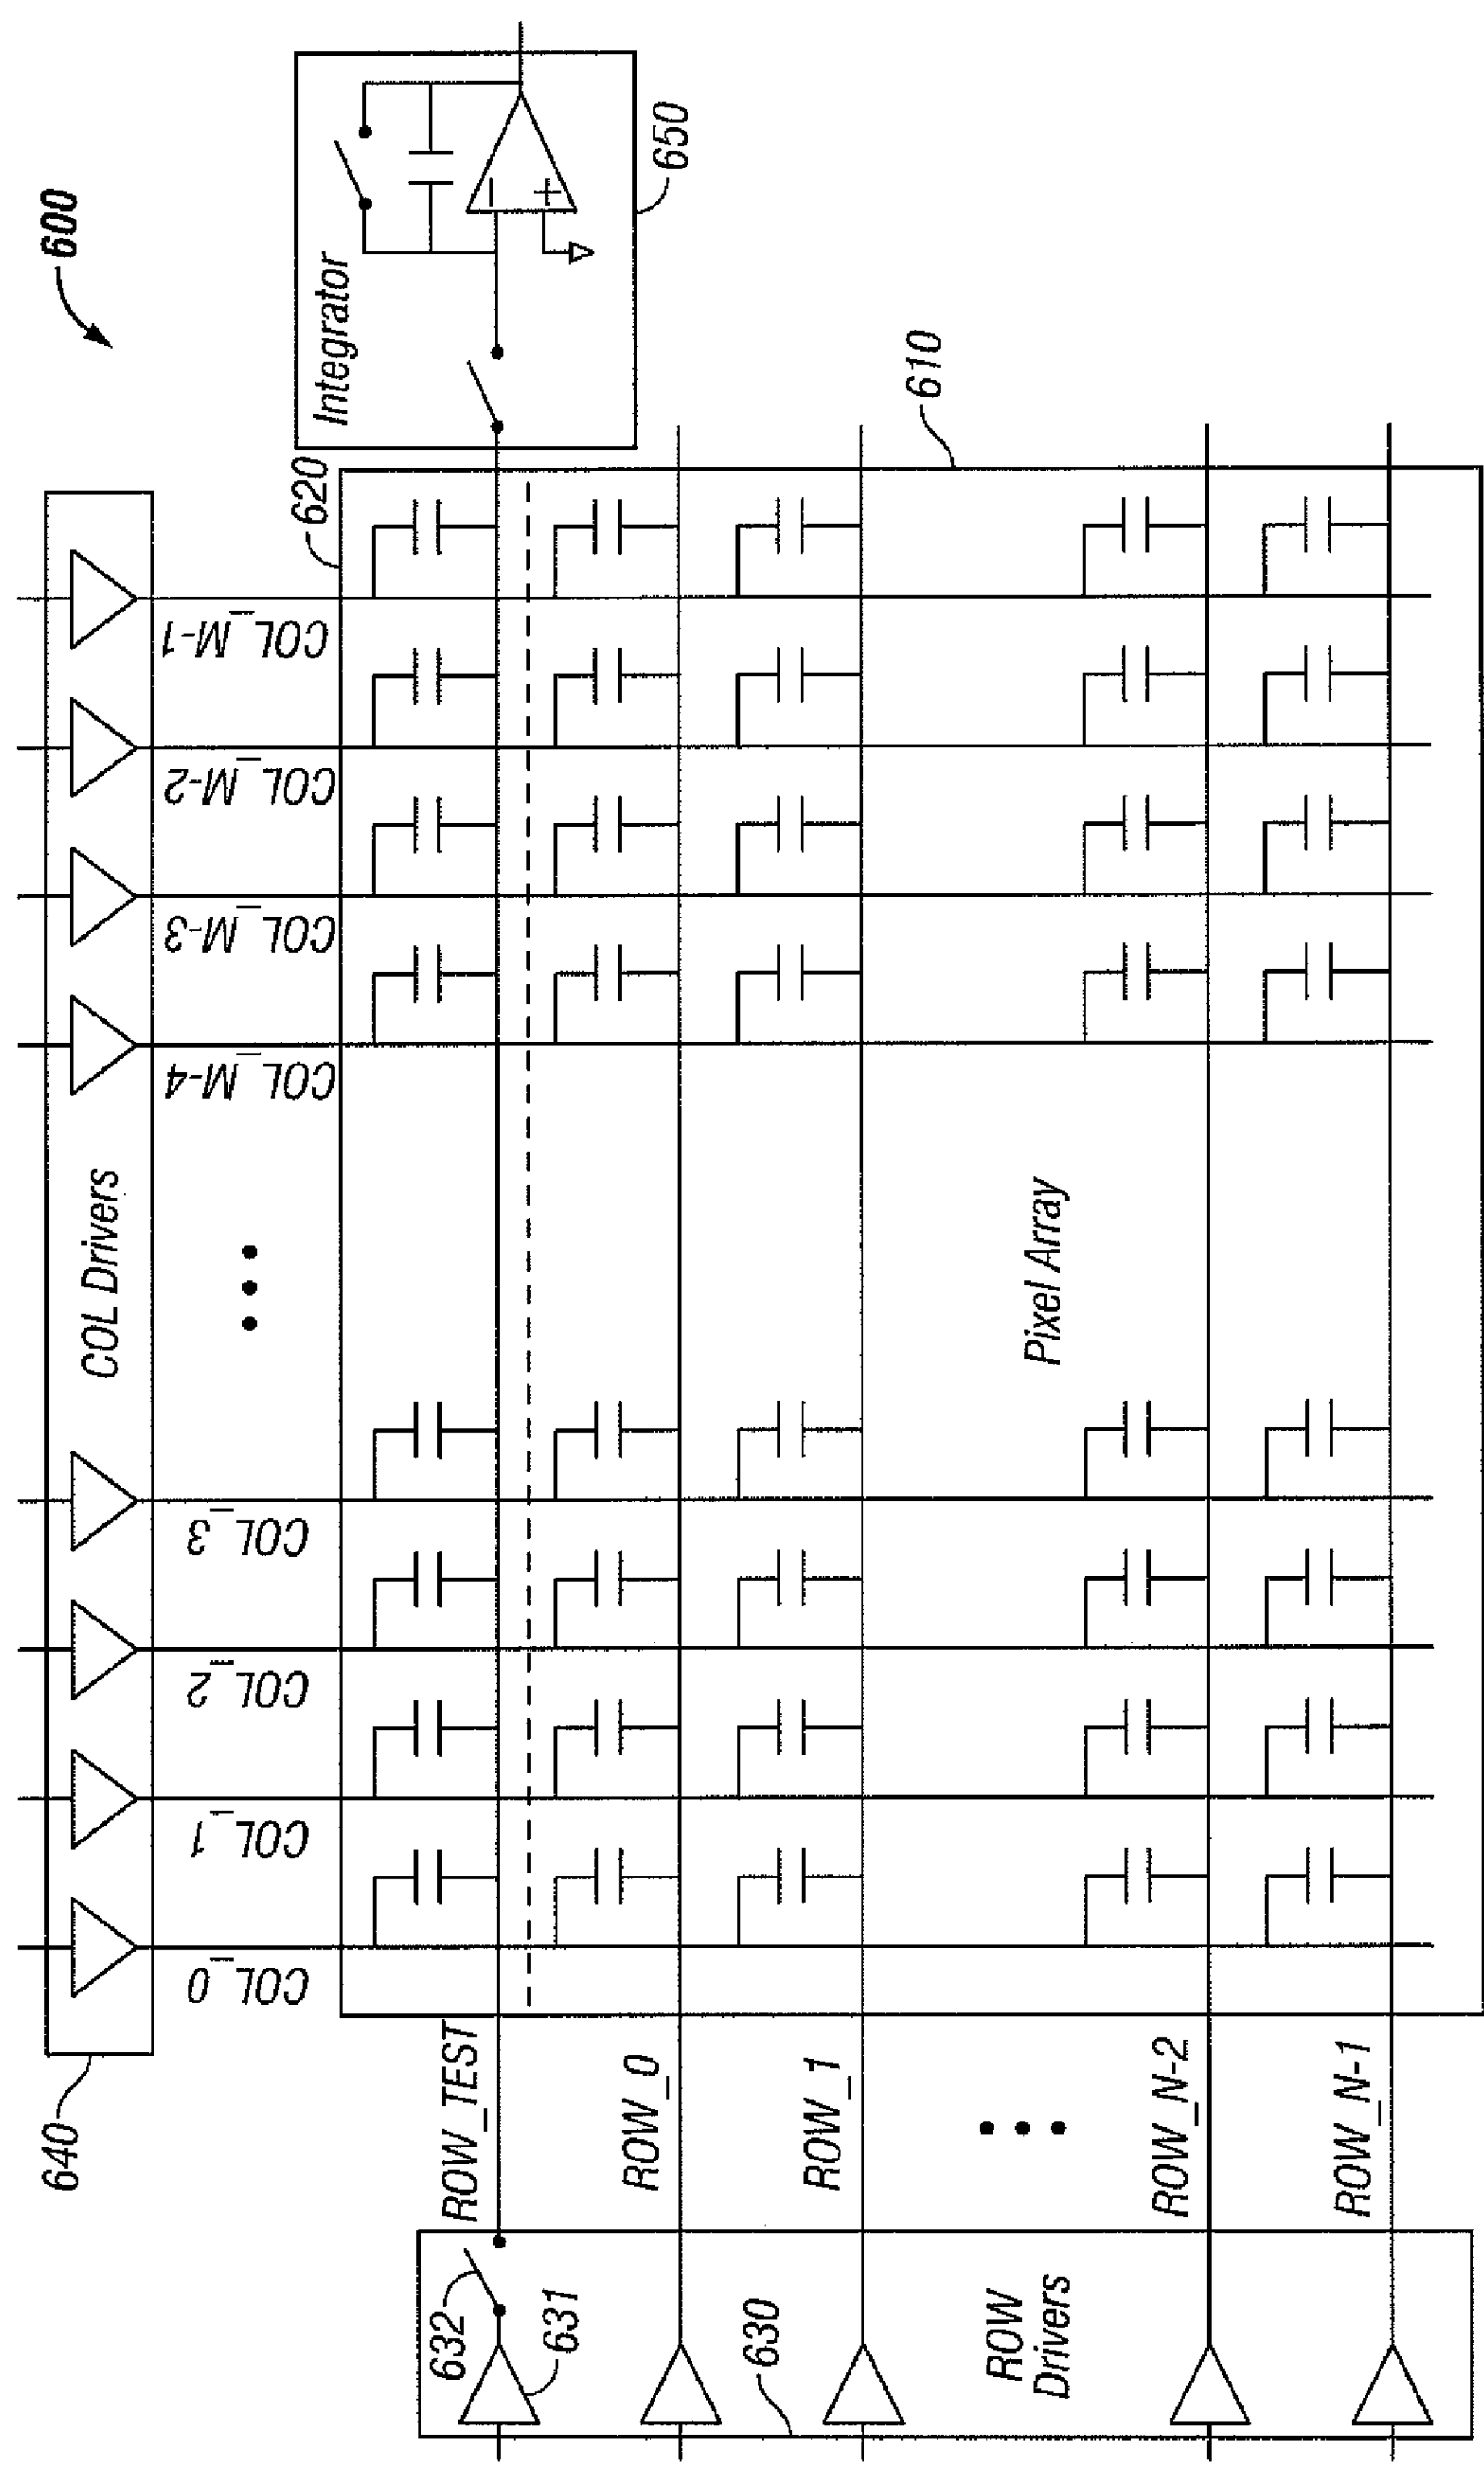 600
640
COL Drivers
COL_0
COL_1
COL_2
COL_3
COL_M-4
COL_M-3
COL_M-2
COL_M-1
620
Integrator
650
ROW_TEST
ROW_0
ROW_1
ROW_N-2
ROW_N-1
632
631
630
ROW
Drivers
Pixel Array
610
−
+